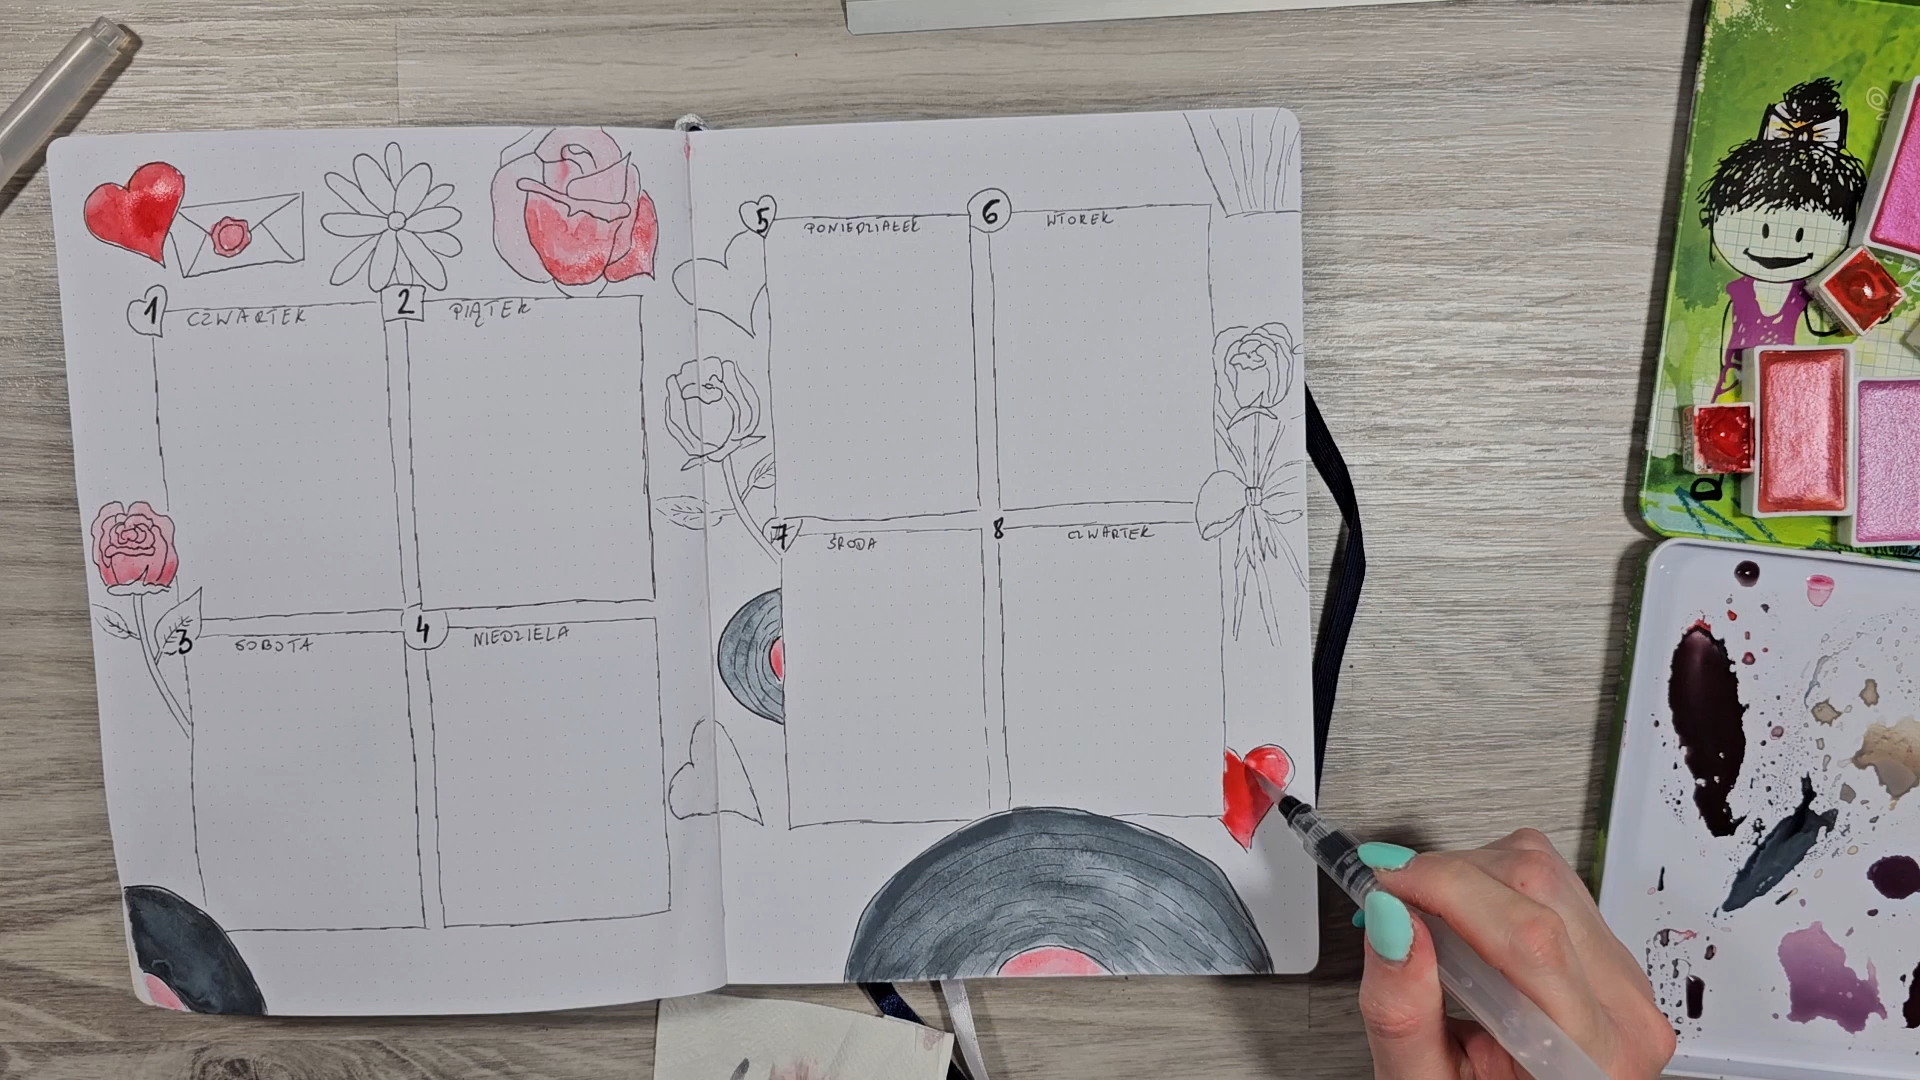 1 CZWARTEK
2 PIĄTEK
3 SOBOTA
4 NIEDZIELA
5 PONIEDZIAŁEK
6 WTOREK
7 ŚRODA
8 CZWARTEK